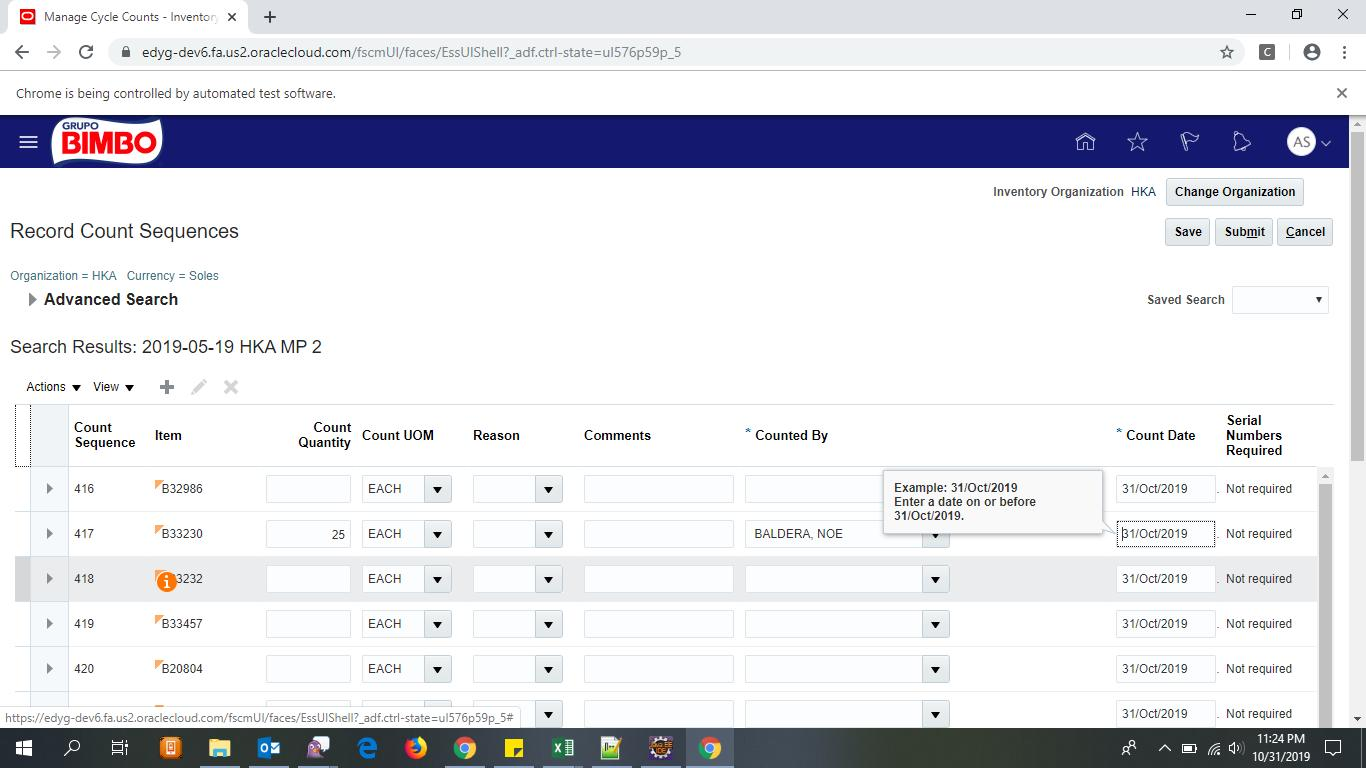 Manage Cycle Counts - Inventory
edyg-dev6.fa.us2.oraclecloud.com/fscmUI/faces/EssUIShell?_adf.ctrl-state=ul576p59p_5
C
Chrome is being controlled by automated test software.
GRUPO
BIMBO
AS
Inventory Organization HKA Change Organization
Record Count Sequences
Save Submit Cancel
Organization = HKA Currency = Soles
Advanced Search
Saved Search
Search Results: 2019-05-19 HKA MP 2
Actions View
Count Sequence Item Count Quantity Count UOM Reason Comments * Counted By * Count Date Serial Numbers Required
416 B32986 EACH 31/Oct/2019 . Not required
Example: 31/Oct/2019
Enter a date on or before
31/Oct/2019.
417 B33230 25 EACH BALDERA, NOE 31/Oct/2019 . Not required
418 3232 EACH 31/Oct/2019 . Not required
419 B33457 EACH 31/Oct/2019 . Not required
420 B20804 EACH 31/Oct/2019 . Not required
31/Oct/2019 . Not required
https://edyg-dev6.fa.us2.oraclecloud.com/fscmUI/faces/EssUIShell?_adf.ctrl-state=ul576p59p_5#
11:24 PM
10/31/2019